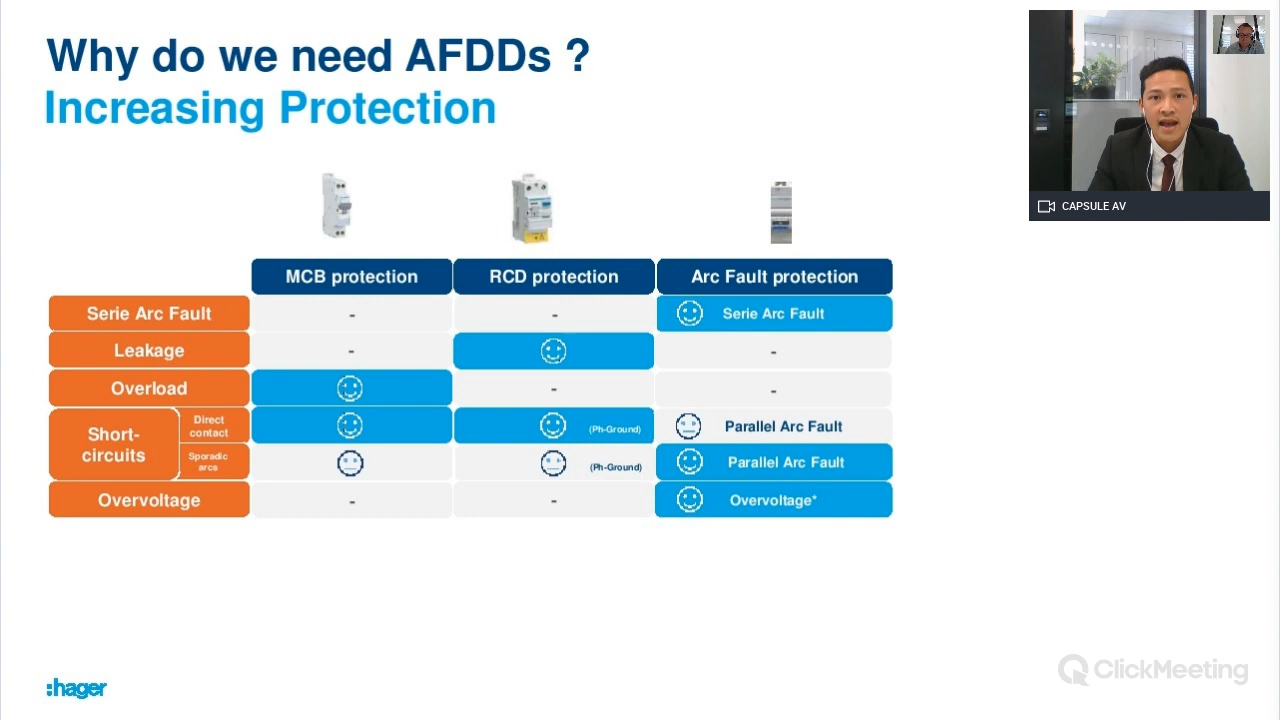 Why do we need AFDDs ?
Increasing Protection
CAPSULE AV
MCB protection
RCD protection
Arc Fault protection
Serie Arc Fault
-
-
Serie Arc Fault
Leakage
-
-
Overload
-
-
Short-
circuits
Direct
contact
(Ph-Ground)
Parallel Arc Fault
Sporadic
arcs
(Ph-Ground)
Parallel Arc Fault
Overvoltage
-
-
Overvoltage*
:hager
ClickMeeting